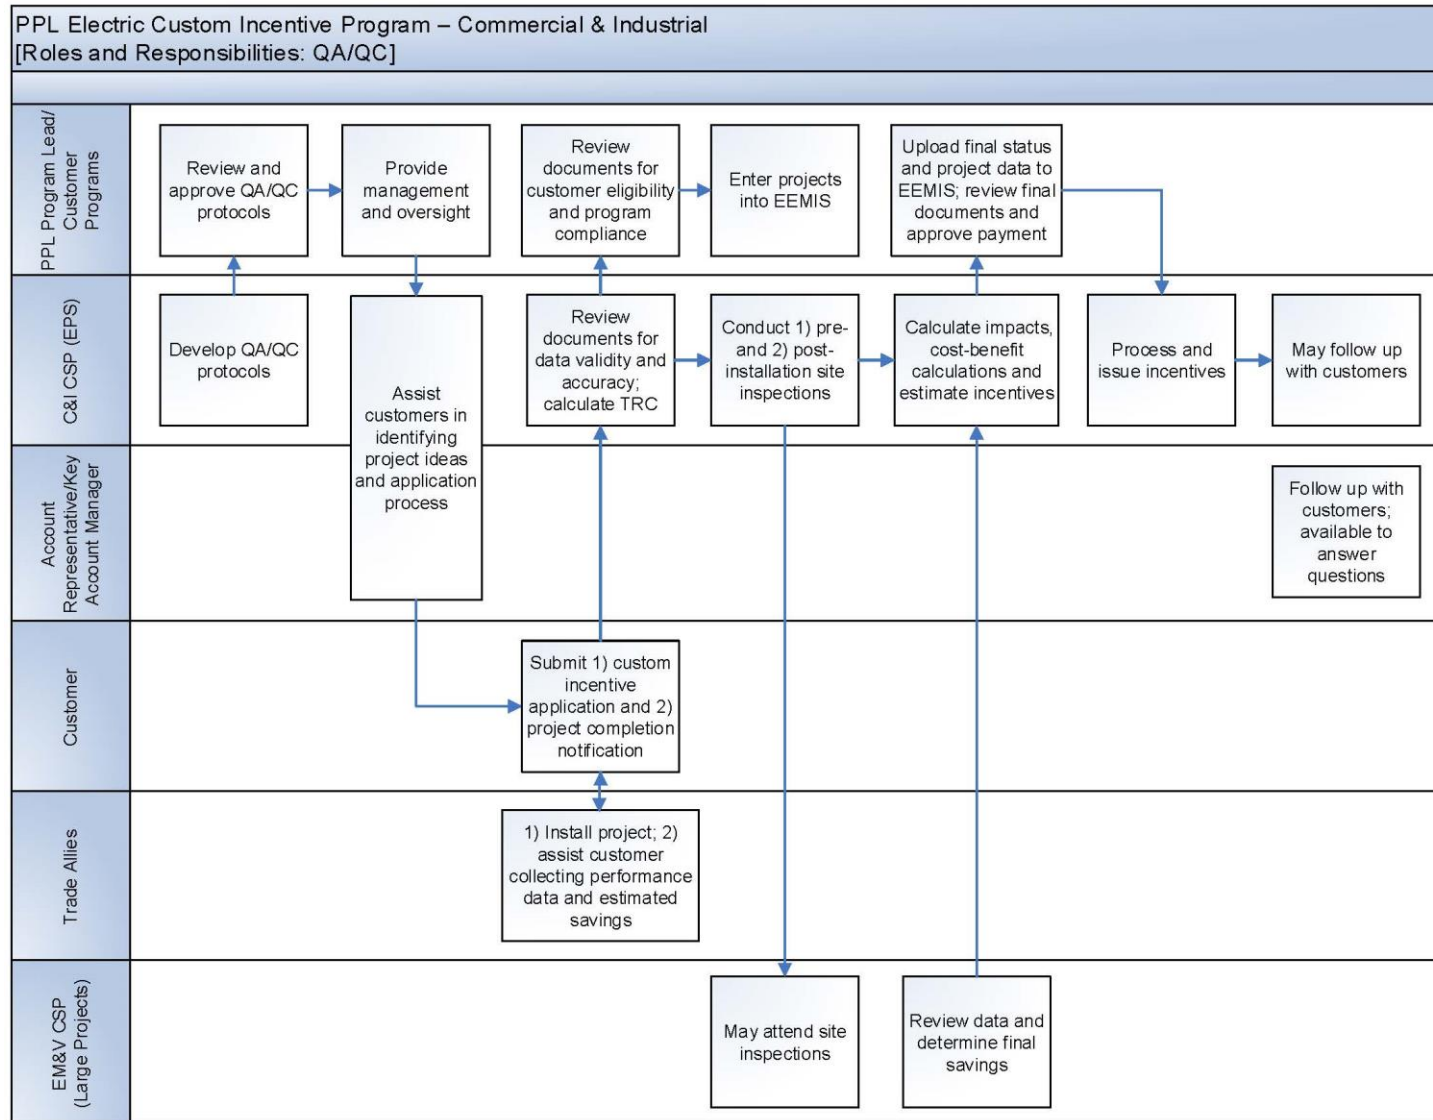 PPL Electric Custom Incentive Program – Commercial & Industrial
[Roles and Responsibilities: QA/QC]
PPL Program Lead/
Customer
Programs
Review and
approve QA/QC
protocols
Provide
management
and oversight
Review
documents for
customer eligibility
and program
compliance
Enter projects
into EEMIS
Upload final status
and project data to
EEMIS; review final
documents and
approve payment
C&I CSP (EPS)
Develop QA/QC
protocols
Assist
customers in
identifying
project ideas
and application
process
Review
documents for
data validity and
accuracy;
calculate TRC
Conduct 1) pre-
and 2) post-
installation site
inspections
Calculate impacts,
cost-benefit
calculations and
estimate incentives
Process and
issue incentives
May follow up
with customers
Account
Representative/Key
Account Manager
Follow up with
customers;
available to
answer
questions
Customer
Submit 1) custom
incentive
application and 2)
project completion
notification
Trade Allies
1) Install project; 2)
assist customer
collecting performance
data and estimated
savings
EM&V CSP
(Large Projects)
May attend site
inspections
Review data and
determine final
savings